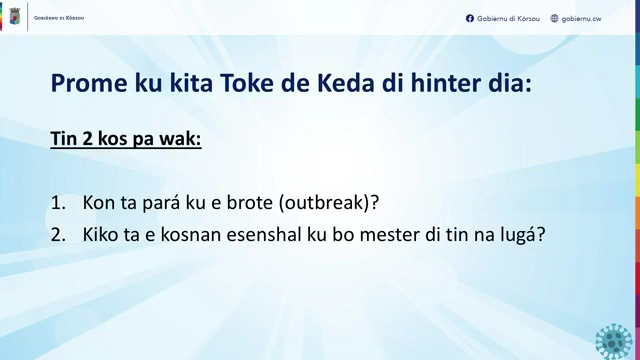 Gobièrnu di Kòrsou
Gobièrnu di Kòrsou
gobiernu.cw
Prome ku kita Toke de Keda di hinter dia:
Tin 2 kos pa wak:
1. Kon ta pará ku e brote (outbreak)?
2. Kiko ta e kosnan esenshal ku bo mester di tin na lugá?